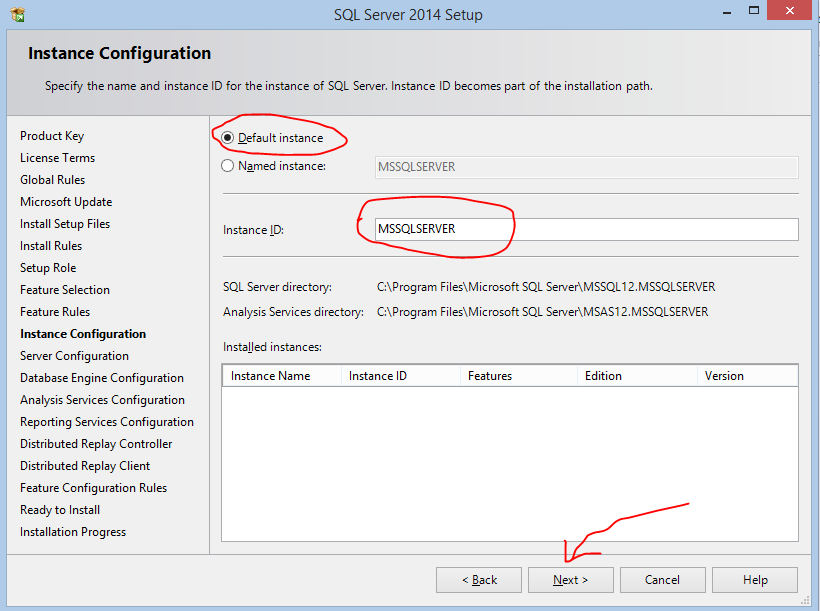 SQL Server 2014 Setup
Instance Configuration
Specify the name and instance ID for the instance of SQL Server. Instance ID becomes part of the installation path.
Product Key
License Terms
Global Rules
Microsoft Update
Install Setup Files
Install Rules
Setup Role
Feature Selection
Feature Rules
Instance Configuration
Server Configuration
Database Engine Configuration
Analysis Services Configuration
Reporting Services Configuration
Distributed Replay Controller
Distributed Replay Client
Feature Configuration Rules
Ready to Install
Installation Progress
Default instance
Named instance: MSSQLSERVER
Instance ID: MSSQLSERVER
SQL Server directory: C:\Program Files\Microsoft SQL Server\MSSQL12.MSSQLSERVER
Analysis Services directory: C:\Program Files\Microsoft SQL Server\MSAS12.MSSQLSERVER
Installed instances:
Instance Name Instance ID Features Edition Version
< Back Next > Cancel Help